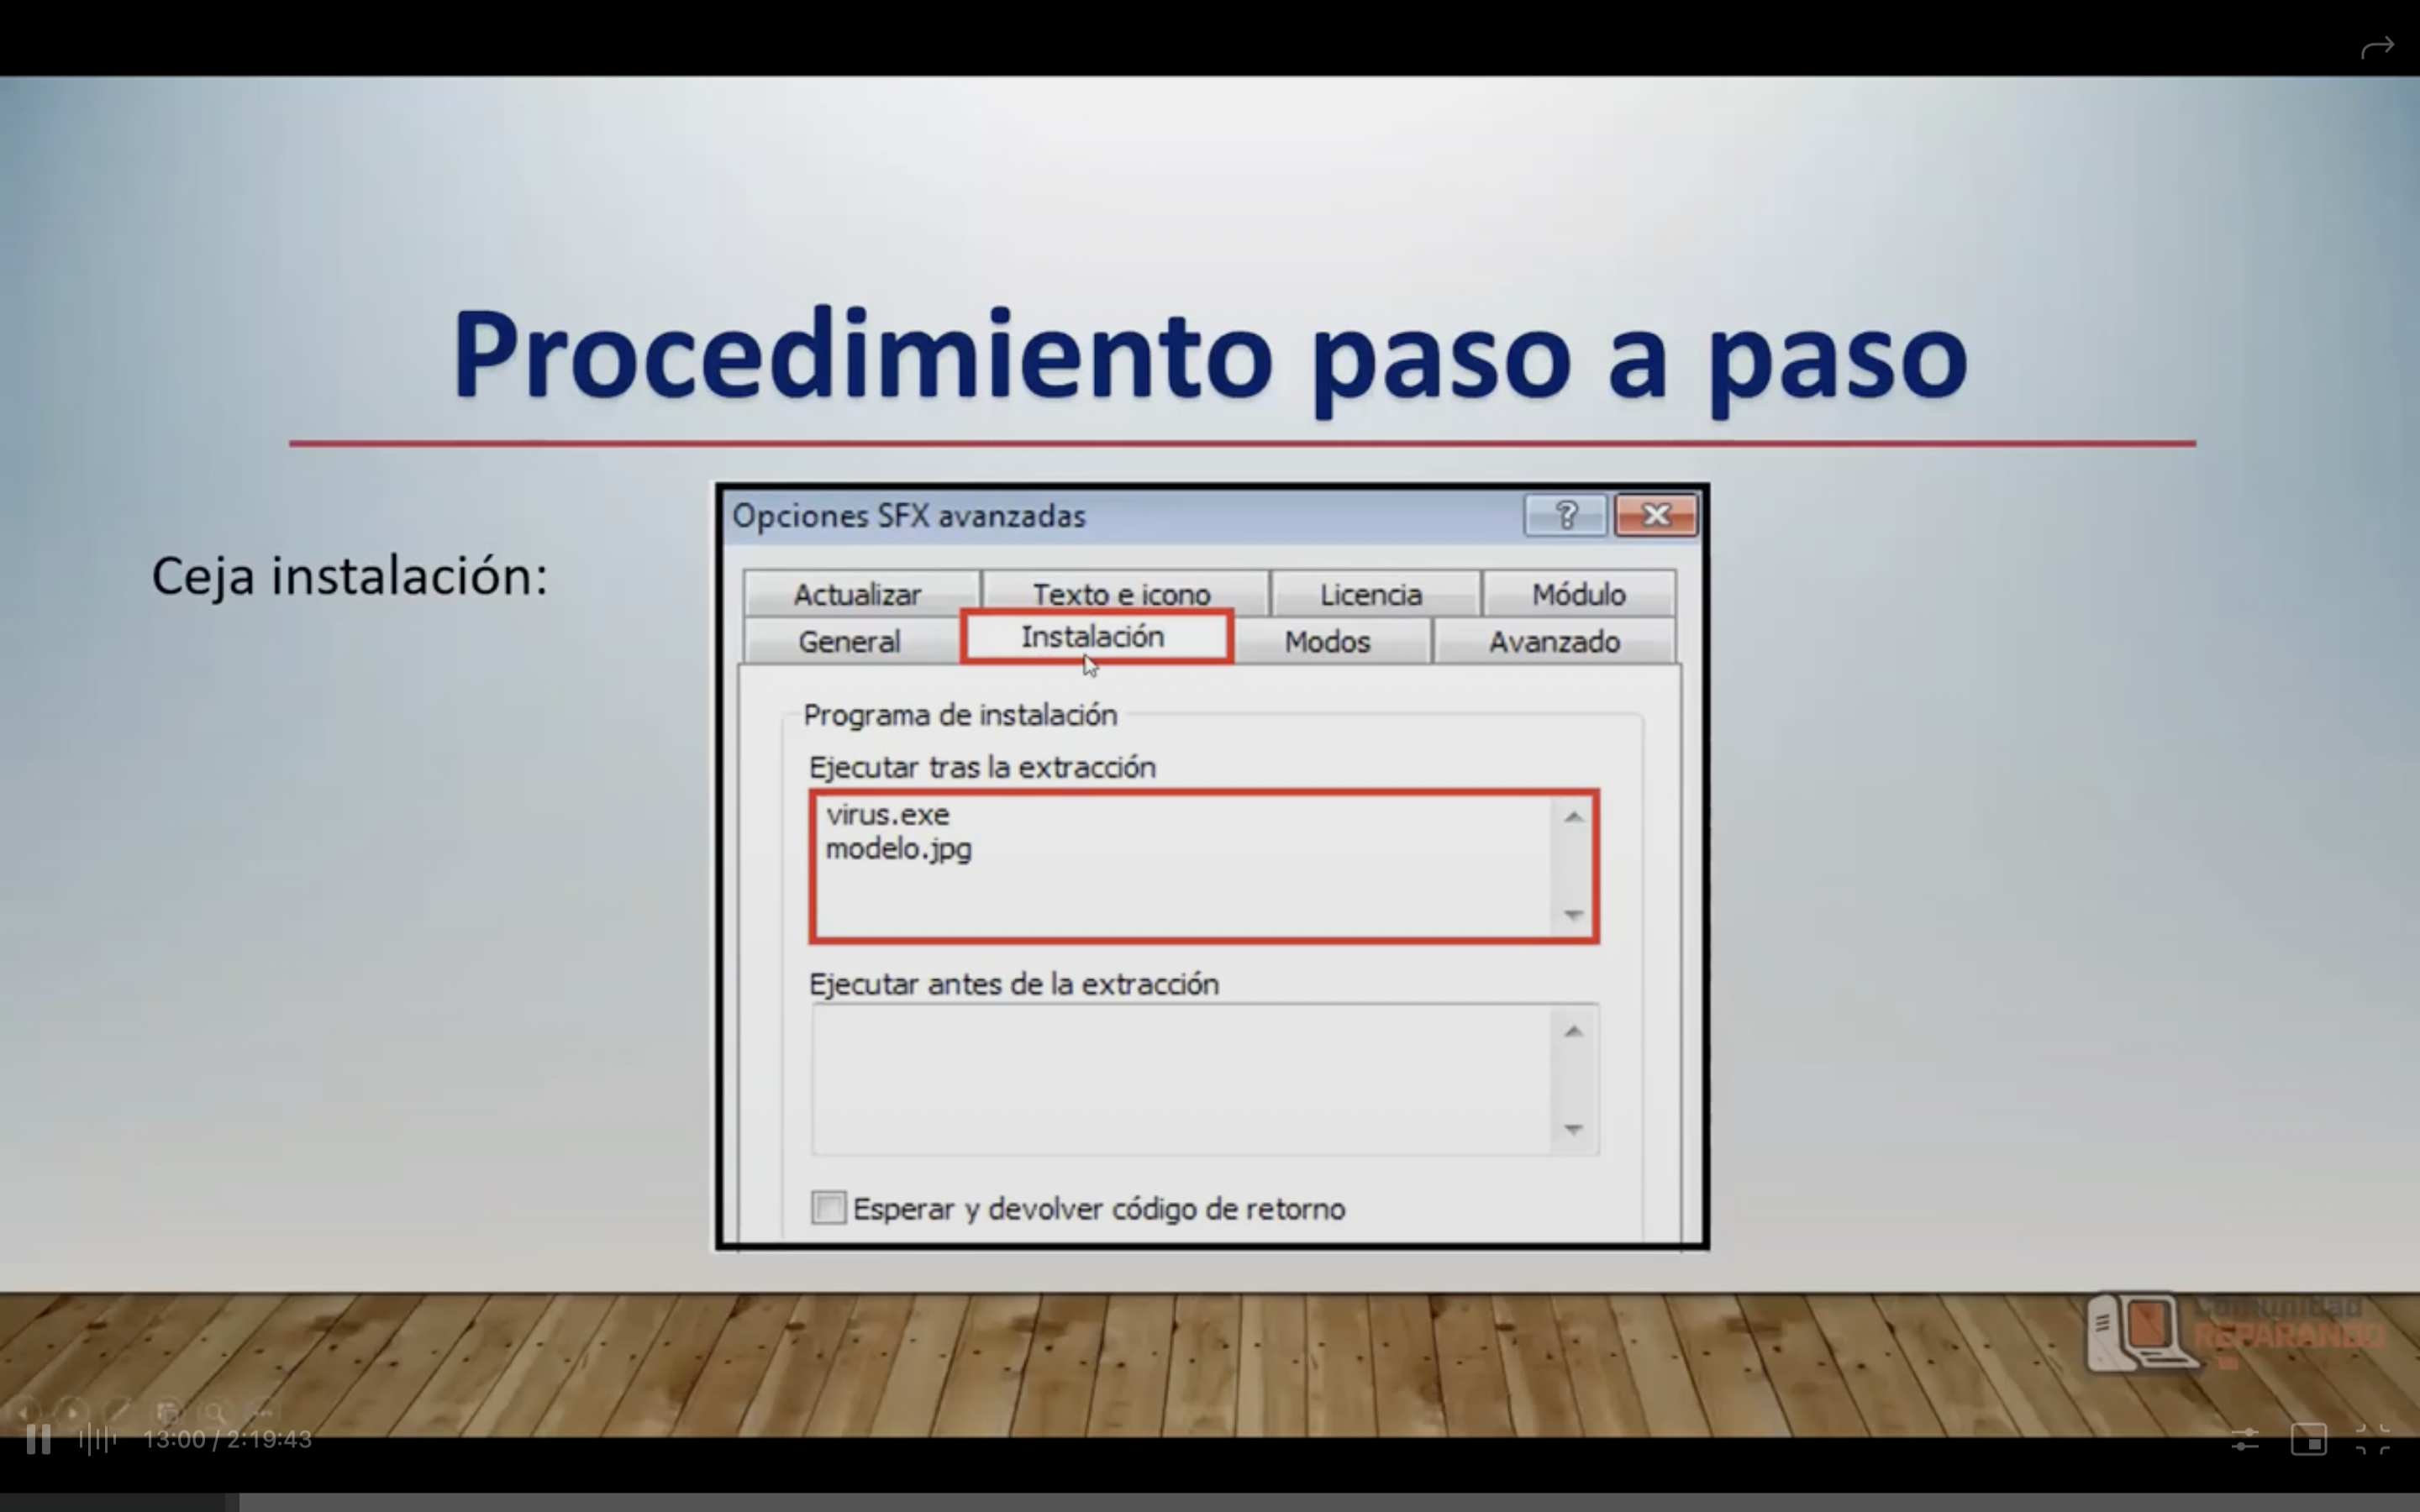 Procedimiento paso a paso
Ceja instalación:
Opciones SFX avanzadas
Actualizar Texto e icono Licencia Módulo
General Instalación Modos Avanzado
Programa de instalación
Ejecutar tras la extracción
virus.exe
modelo.jpg
Ejecutar antes de la extracción
Esperar y devolver código de retorno
Comunidad
REPARANDO
13:00 / 2:19:43